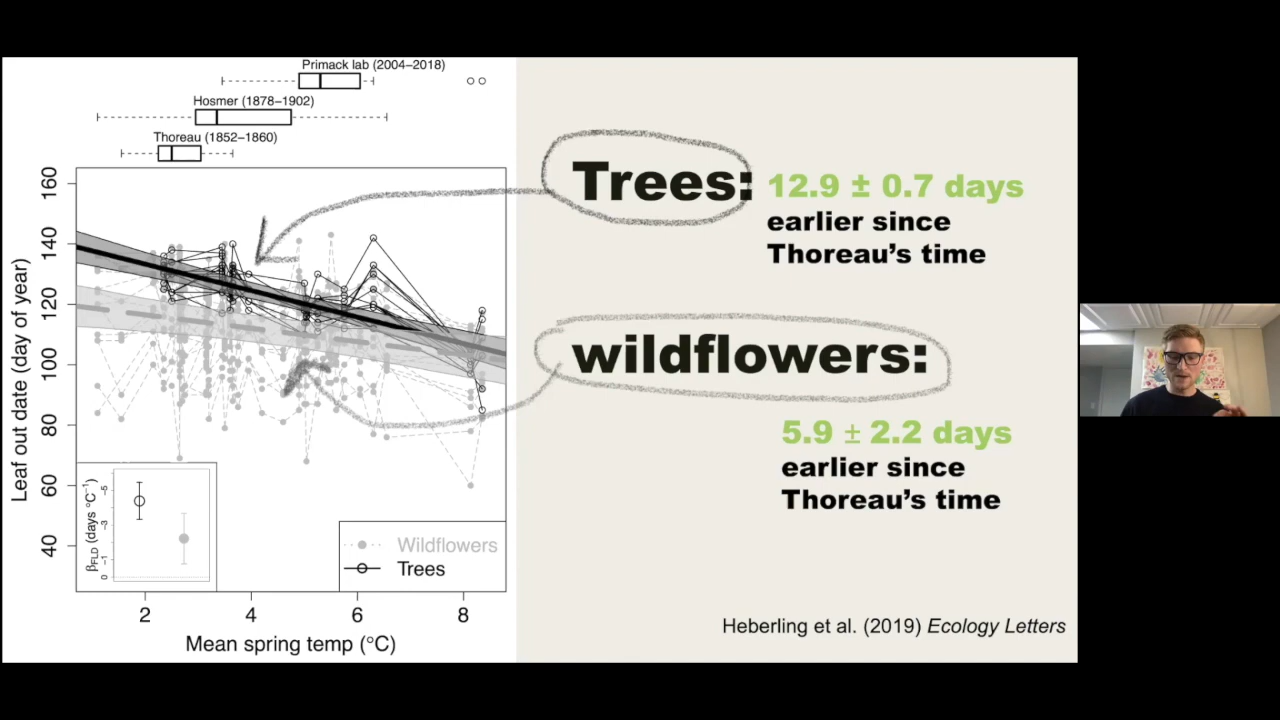 Primack lab (2004–2018)
Hosmer (1878–1902)
Thoreau (1852–1860)
Leaf out date (day of year)
160
140
120
100
80
60
40
βFLD (days °C⁻¹)
-5
-3
-1
0
Wildflowers
Trees
2 4 6 8
Mean spring temp (°C)
Trees: 12.9 ± 0.7 days
earlier since
Thoreau's time
wildflowers:
5.9 ± 2.2 days
earlier since
Thoreau's time
Heberling et al. (2019) Ecology Letters